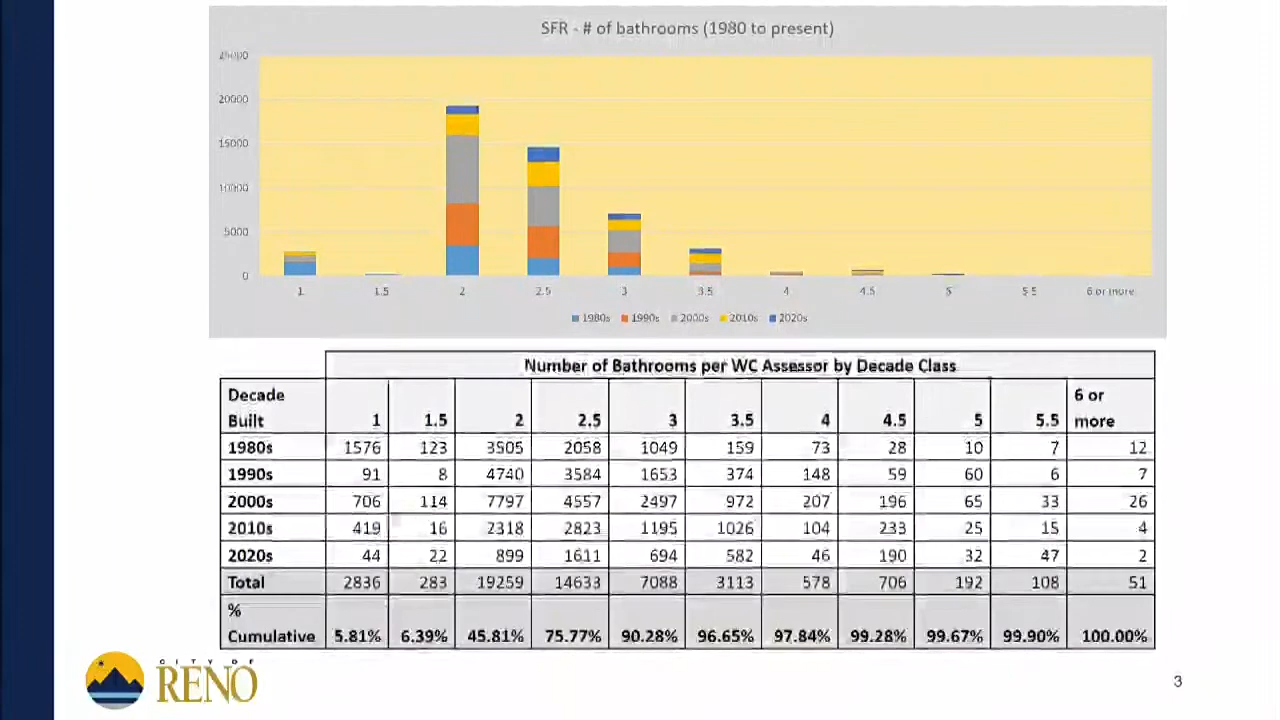 SFR - # of bathrooms (1980 to present)
25000
20000
15000
10000
5000
0
1 1.5 2 2.5 3 3.5 4 4.5 5 5.5 6 or more
1980s 1990s 2000s 2010s 2020s
Number of Bathrooms per WC Assessor by Decade Class
Decade Built 1 1.5 2 2.5 3 3.5 4 4.5 5 5.5 6 or more
1980s 1576 123 3505 2058 1049 159 73 28 10 7 12
1990s 91 8 4740 3584 1653 374 148 59 60 6 7
2000s 706 114 7797 4557 2497 972 207 196 65 33 26
2010s 419 16 2318 2823 1195 1026 104 233 25 15 4
2020s 44 22 899 1611 694 582 46 190 32 47 2
Total 2836 283 19259 14633 7088 3113 578 706 192 108 51
% Cumulative 5.81% 6.39% 45.81% 75.77% 90.28% 96.65% 97.84% 99.28% 99.67% 99.90% 100.00%
CITY OF
RENO
3